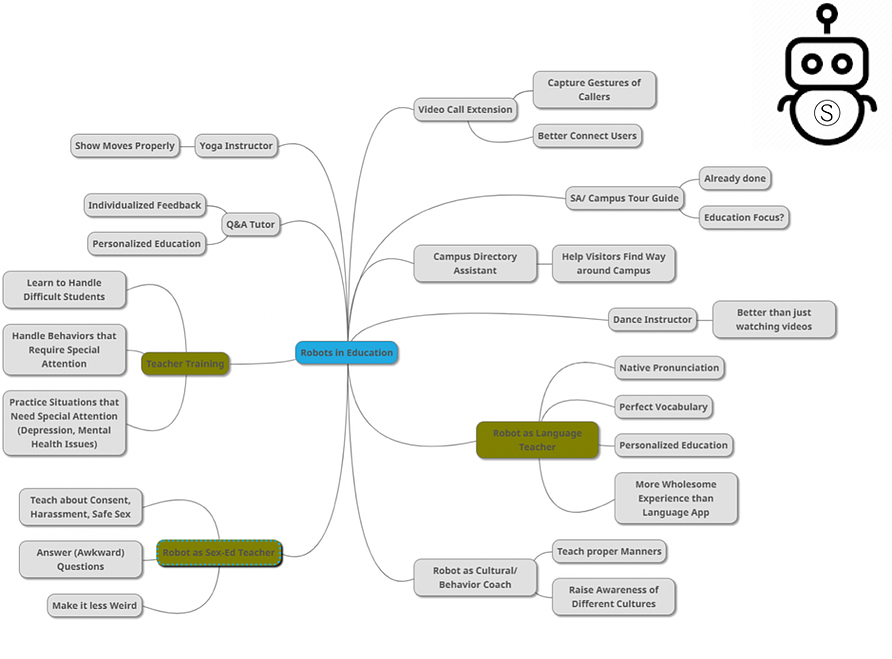 Ⓢ
Capture Gestures of
Callers
Video Call Extension
Better Connect Users
Show Moves Properly
Yoga Instructor
Already done
SA/ Campus Tour Guide
Education Focus?
Individualized Feedback
Q&A Tutor
Personalized Education
Campus Directory
Assistant
Help Visitors Find Way
around Campus
Learn to Handle
Difficult Students
Handle Behaviors that
Require Special
Attention
Teacher Training
Practice Situations that
Need Special Attention
(Depression, Mental
Health Issues)
Robots in Education
Dance Instructor
Better than just
watching videos
Native Pronunciation
Perfect Vocabulary
Robot as Language
Teacher
Personalized Education
More Wholesome
Experience than
Language App
Teach about Consent,
Harassment, Safe Sex
Answer (Awkward)
Questions
Robot as Sex-Ed Teacher
Make it less Weird
Robot as Cultural/
Behavior Coach
Teach proper Manners
Raise Awareness of
Different Cultures